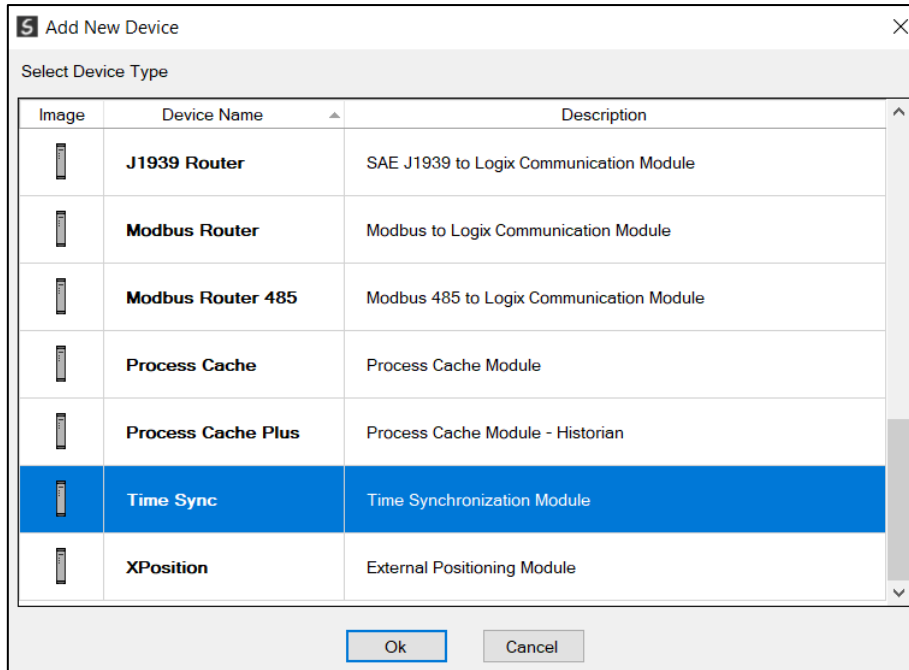 S Add New Device
Select Device Type
Image Device Name Description
J1939 Router SAE J1939 to Logix Communication Module
Modbus Router Modbus to Logix Communication Module
Modbus Router 485 Modbus 485 to Logix Communication Module
Process Cache Process Cache Module
Process Cache Plus Process Cache Module - Historian
Time Sync Time Synchronization Module
XPosition External Positioning Module
Ok Cancel